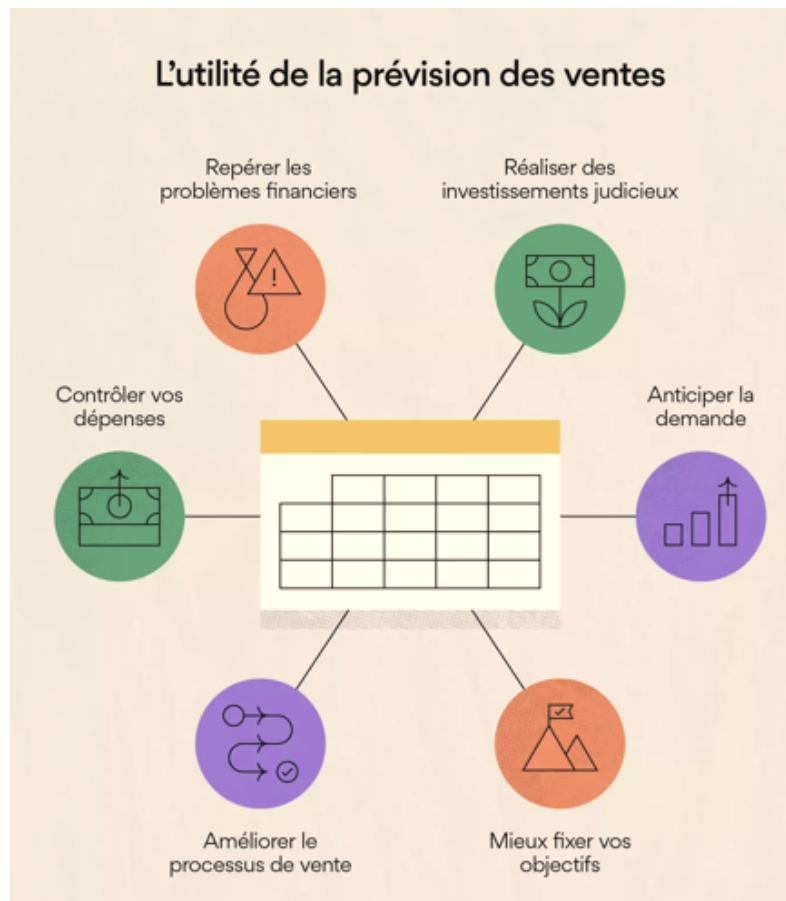 L'utilité de la prévision des ventes
Repérer les
problèmes financiers
Réaliser des
investissements judicieux
Contrôler vos
dépenses
Anticiper la
demande
Améliorer le
processus de vente
Mieux fixer vos
objectifs